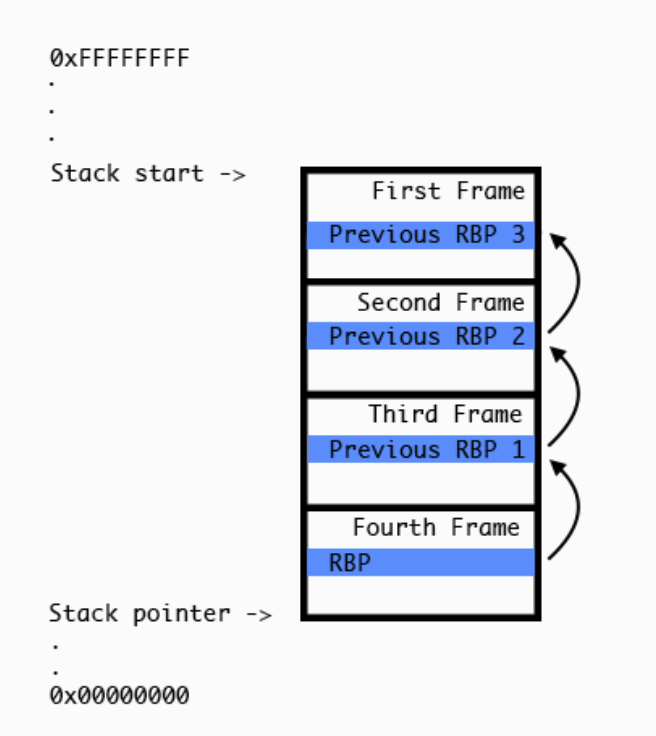 0xFFFFFFFF
.
.
.
Stack start ->
First Frame
Previous RBP 3
Second Frame
Previous RBP 2
Third Frame
Previous RBP 1
Fourth Frame
RBP
Stack pointer ->
.
.
0x00000000